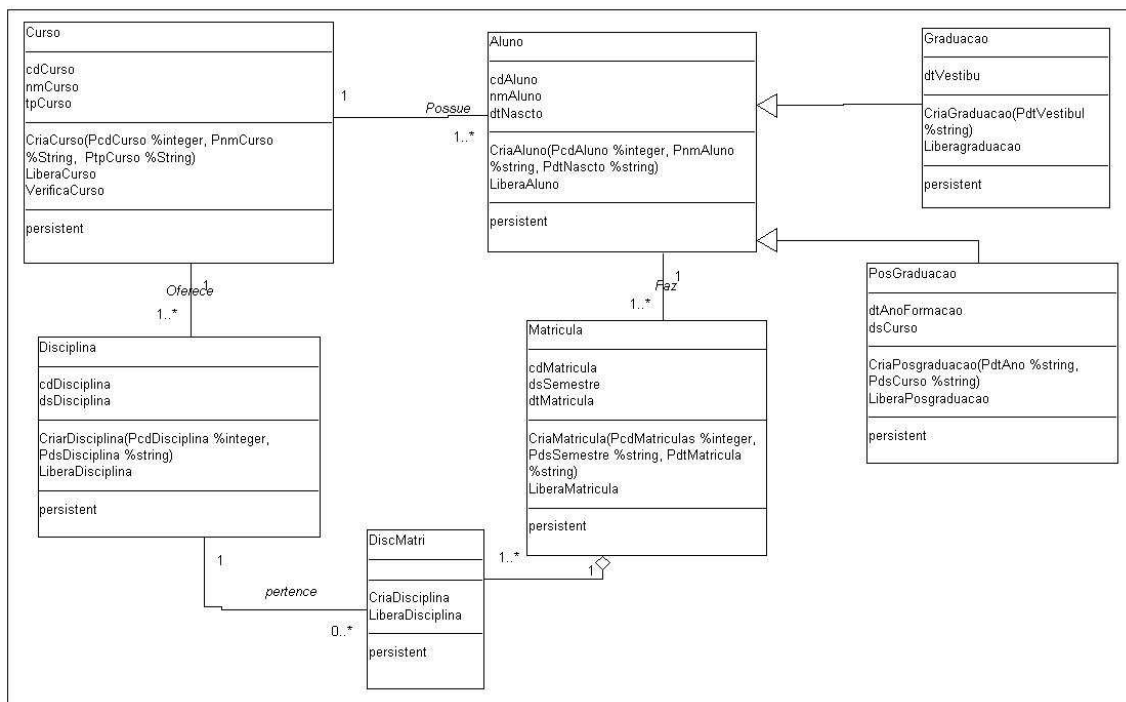 Curso
cdCurso
nmCurso
tpCurso
CriaCurso(PcdCurso %integer, PnmCurso
%String, PtpCurso %String)
LiberaCurso
VerificaCurso
persistent
1
Possue
1..*
Aluno
cdAluno
nmAluno
dtNascto
CriaAluno(PcdAluno %integer, PnmAluno
%string, PdtNascto %string)
LiberaAluno
persistent
Graduacao
dtVestibu
CriaGraduacao(PdtVestibul
%string)
Liberagraduacao
persistent
PosGraduacao
dtAnoFormacao
dsCurso
CriaPosgraduacao(PdtAno %string,
PdsCurso %string)
LiberaPosgraduacao
persistent
1
Oferece
1..*
1
Faz
1..*
Disciplina
cdDisciplina
dsDisciplina
CriarDisciplina(PcdDisciplina %integer,
PdsDisciplina %string)
LiberaDisciplina
persistent
Matricula
cdMatricula
dsSemestre
dtMatricula
CriaMatricula(PcdMatriculas %integer,
PdsSemestre %string, PdtMatricula
%string)
LiberaMatricula
persistent
1
pertence
0..*
DiscMatri
CriaDisciplina
LiberaDisciplina
persistent
1..*
1